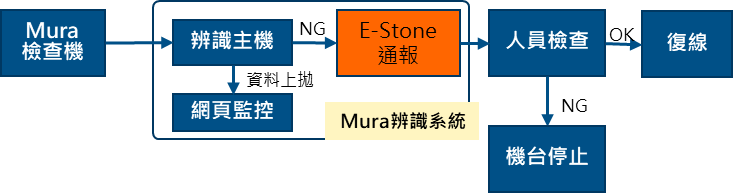 Mura
檢查機
辨識主機
NG
E-Stone
通報
人員檢查
OK
復線
資料上拋
網頁監控
NG
Mura辨識系統
機台停止